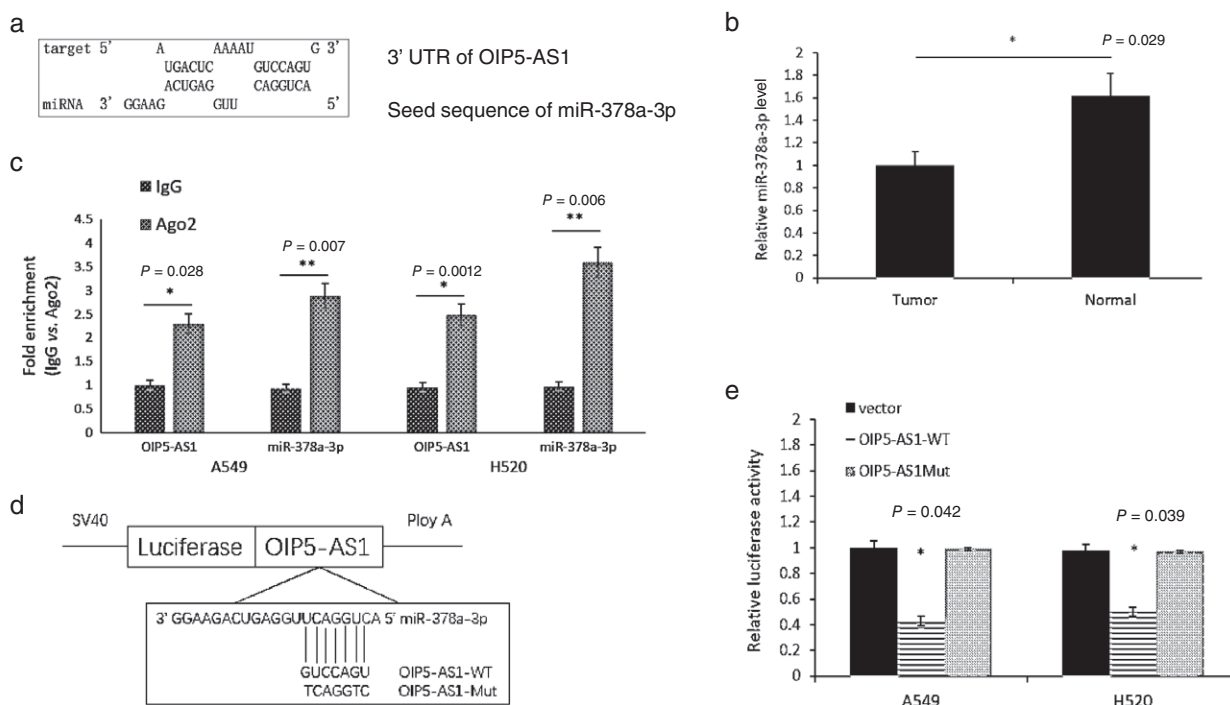 a
target 5' A AAAAU G 3'
UGACUC GUCCAGU
ACUGAG CAGGUCA
miRNA 3' GGAAG GUU 5'
3' UTR of OIP5-AS1
Seed sequence of miR-378a-3p
b
Relative miR-378a-3p level
2
1.8
1.6
1.4
1.2
1
0.8
0.6
0.4
0.2
0
*
P = 0.029
Tumor Normal
c
IgG
Ago2
Fold enrichment
(IgG vs. Ago2)
4.5
4
3.5
3
2.5
2
1.5
1
0.5
0
P = 0.028
*
P = 0.007
**
P = 0.0012
*
P = 0.006
**
OIP5-AS1 miR-378a-3p OIP5-AS1 miR-378a-3p
A549 H520
d
SV40 Ploy A
Luciferase OIP5-AS1
3' GGAAGACUGAGGUUUCAGGUCA 5' miR-378a-3p
GUCCAGU OIP5-AS1-WT
TCAGGTC OIP5-AS1-Mut
e
vector
OIP5-AS1-WT
OIP5-AS1Mut
Relative luciferase activity
2
1.8
1.6
1.4
1.2
1
0.8
0.6
0.4
0.2
0
P = 0.042
*
P = 0.039
*
A549 H520